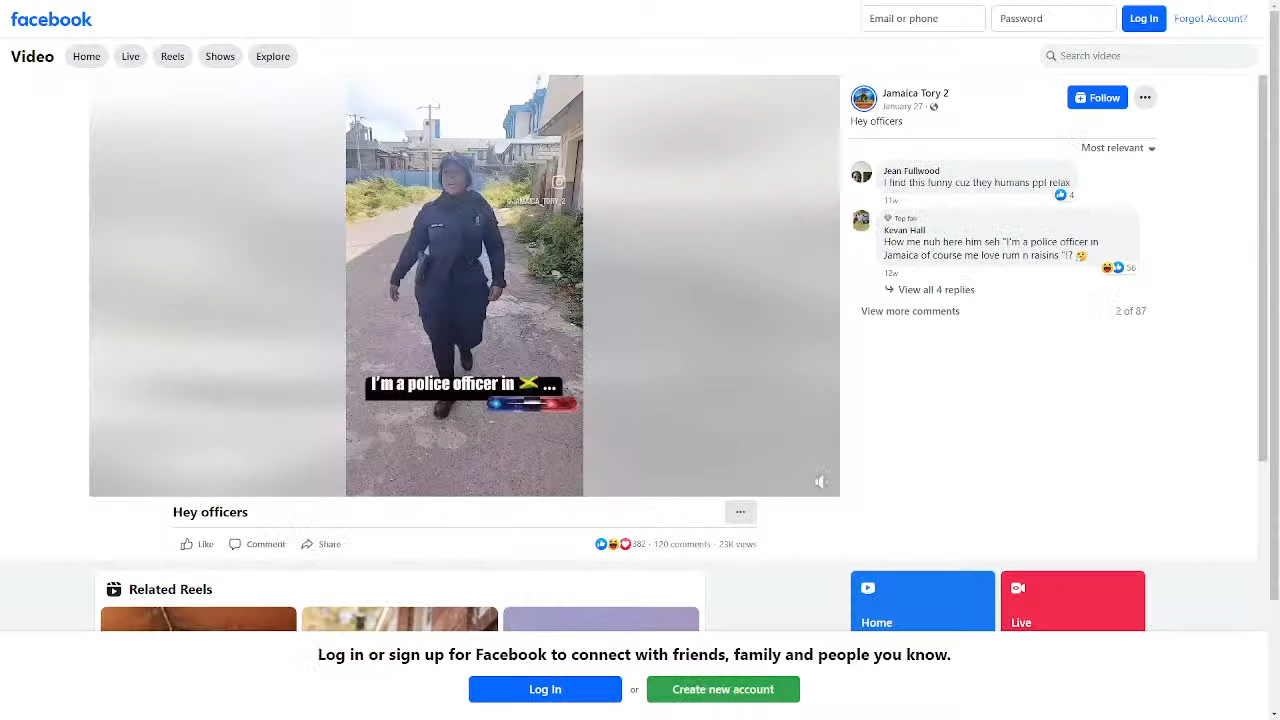 facebook
Email or phone
Password
Log In
Forgot Account?
Video
Home
Live
Reels
Shows
Explore
Search videos
@JAMAICA_TORY_2
I'm a police officer in ...
Jamaica Tory 2
January 27 ·
Follow
Hey officers
Most relevant
Jean Fullwood
I find this funny cuz they humans ppl relax
11w
4
Top fan
Kevan Hall
How me nuh here him seh "I'm a police officer in
Jamaica of course me love rum n raisins "!? 🤔
12w
56
View all 4 replies
View more comments
2 of 87
Hey officers
Like
Comment
Share
382 · 120 comments · 23K views
Related Reels
Home
Live
Log in or sign up for Facebook to connect with friends, family and people you know.
Log In
or
Create new account